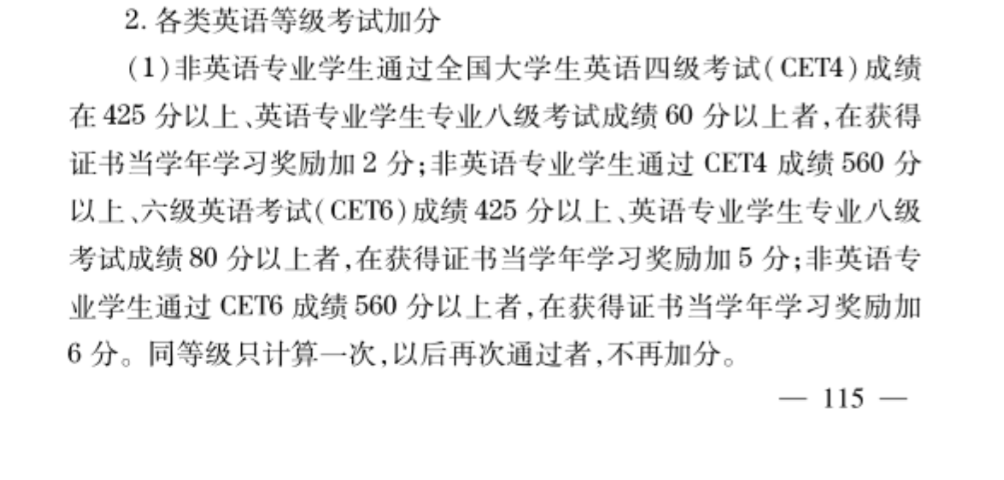 2. 各类英语等级考试加分
(1)非英语专业学生通过全国大学生英语四级考试(CET4)成绩
在 425 分以上、英语专业学生专业八级考试成绩 60 分以上者,在获得
证书当学年学习奖励加 2 分;非英语专业学生通过 CET4 成绩 560 分
以上、六级英语考试(CET6)成绩 425 分以上、英语专业学生专业八级
考试成绩 80 分以上者,在获得证书当学年学习奖励加 5 分;非英语专
业学生通过 CET6 成绩 560 分以上者,在获得证书当学年学习奖励加
6 分。同等级只计算一次,以后再次通过者,不再加分。
— 115 —